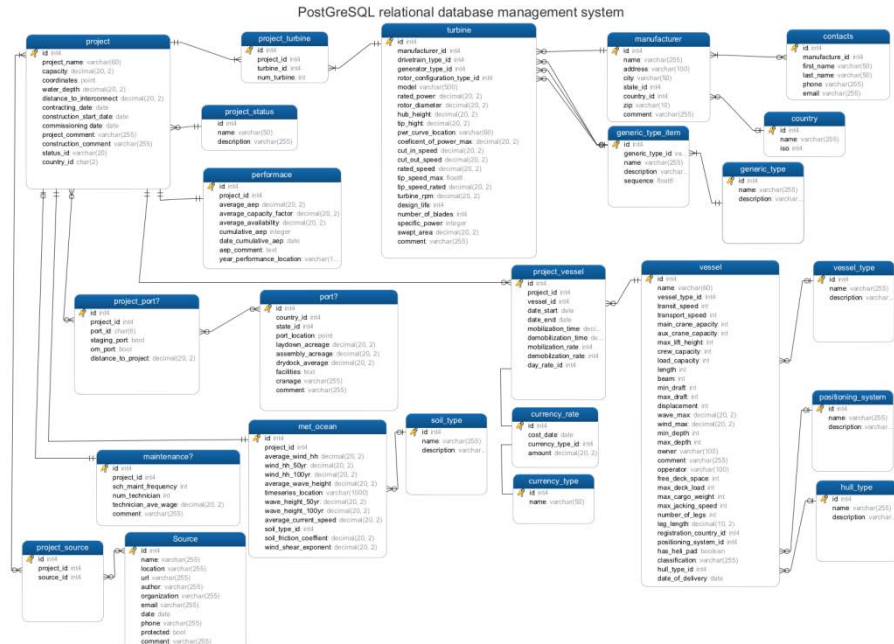 PostGreSQL relational database management system
project
id int4
project_name varchar(60)
capacity decimal(20, 2)
coordinates point
water_depth decimal(20, 2)
distance_to_interconnect decimal(20, 2)
contracting_date date
construction_start_date date
commissioning date date
project_comment varchar(255)
construction_comment varchar(255)
status_id varchar(20)
country_id char(2)
project_turbine
id int4
project_id int4
turbine_id int4
num_turbine int
project_status
id int4
name varchar(50)
description varchar(255)
performace
id int4
project_id int4
average_aep decimal(20, 2)
average_capacity_factor decimal(20, 2)
average_availability decimal(20, 2)
cumulative_aep integer
date_cumulative_aep date
aep_comment text
year_performance_location varchar(1...
turbine
id int4
manufacturer_id int4
drivetrain_type_id int4
generator_type_id int4
rotor_configuration_type_id int4
model varchar(500)
rated_power decimal(20, 2)
rotor_diameter decimal(20, 2)
hub_height decimal(20, 2)
tip_hight decimal(20, 2)
pwr_curve_location varchar(60)
coeficent_of_power_max decimal(20, 2)
cut_in_speed decimal(20, 2)
cut_out_speed decimal(20, 2)
rated_speed decimal(20, 2)
tip_speed_max float8
tip_speed_rated decimal(20, 2)
turbine_rpm decimal(20, 2)
design_life int4
number_of_blades int4
specific_power integer
swept_area decimal(20, 2)
comment varchar(255)
manufacturer
id int4
name varchar(255)
address varchar(100)
city varchar(50)
state_id int4
country_id int4
zip varchar(10)
comment varchar(255)
contacts
id int4
manufacture_id int4
first_name varchar(50)
last_name varchar(50)
phone varchar(255)
email varchar(255)
country
id int4
name varchar(255)
iso int4
generic_type_item
id int4
generic_type_id va...
name varchar(255)
description varchar...
sequence float8
generic_type
id int4
name varchar(255)
description varchar...
project_port?
id int4
project_id int4
port_id char(6)
staging_port bool
om_port bool
distance_to_project decimal(20, 2)
port?
id int4
country_id int4
state_id int4
port_location point
laydown_acreage decimal(20, 2)
assembly_acreage decimal(20, 2)
drydock_average decimal(20, 2)
facilities text
cranage varchar(255)
comment varchar(255)
project_vessel
id int4
project_id int4
vessel_id int4
date_start date
date_end date
mobilization_time deci...
demobilization_time de...
mobilization_rate int4
demobilization_rate int4
day_rate_id int4
vessel
id int4
name varchar(60)
vessel_type_id int4
transit_speed int
transport_speed int
main_crane_apacity int
aux_crane_capacity int
max_lift_height int
crew_capacity int
load_capacity int
length int
beam int
min_draft int
max_draft int
displacement int
wave_max decimal(20, 2)
wind_max decimal(20, 2)
min_depth int
max_depth int
owner varchar(100)
comment varchar(255)
opperator varchar(100)
free_deck_space int
max_deck_load int
max_cargo_weight int
max_jacking_speed int
number_of_legs int
leg_length decimal(10, 2)
registration_country_id int4
positioning_system_id int4
has_heli_pad boolean
classification varchar(255)
hull_type_id int4
date_of_delivery date
vessel_type
id int4
name varchar(255)
description varchar...
positioning_system
id int4
name varchar(255)
description varchar...
hull_type
id int4
name varchar(255)
description varchar...
currency_rate
id int4
cost_date date
currency_type_id int4
amount decimal(20, 2)
currency_type
id int4
name varchar(50)
met_ocean
id int4
project_id int4
average_wind_hh decimal(20, 2)
wind_hh_50yr decimal(20, 2)
wind_hh_100yr decimal(20, 2)
average_wave_height decimal(20, 2)
timeseries_location varchar(1000)
wave_height_50yr decimal(20, 2)
wave_height_100yr decimal(20, 2)
average_current_speed decimal(20, 2)
soil_type_id int4
soil_friction_coeffient decimal(20, 2)
wind_shear_exponent decimal(20, 2)
soil_type
id int4
name varchar(255)
description varchar...
maintenance?
id int4
project_id int4
sch_maint_frequency int
num_technician int
technician_ave_wage decimal(20, 2)
comment varchar(255)
project_source
id int4
project_id int4
source_id int4
Source
id int4
name varchar(255)
location varchar(255)
url varchar(255)
author varchar(255)
organization varchar(255)
email varchar(255)
date date
phone varchar(255)
protected bool
comment varchar(255)